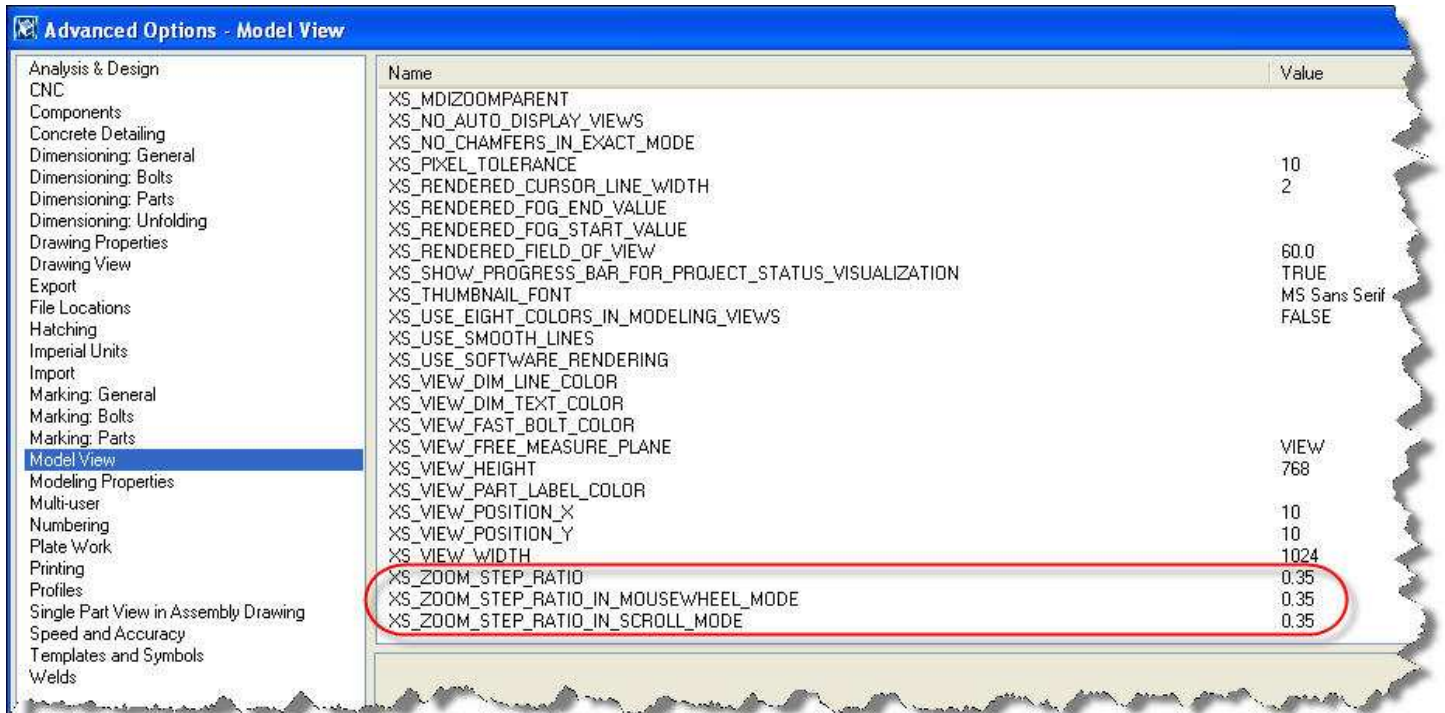 Advanced Options - Model View
Analysis & Design
CNC
Components
Concrete Detailing
Dimensioning: General
Dimensioning: Bolts
Dimensioning: Parts
Dimensioning: Unfolding
Drawing Properties
Drawing View
Export
File Locations
Hatching
Imperial Units
Import
Marking: General
Marking: Bolts
Marking: Parts
Model View
Modeling Properties
Multi-user
Numbering
Plate Work
Printing
Profiles
Single Part View in Assembly Drawing
Speed and Accuracy
Templates and Symbols
Welds
Name Value
XS_MDIZOOMPARENT
XS_NO_AUTO_DISPLAY_VIEWS
XS_NO_CHAMFERS_IN_EXACT_MODE
XS_PIXEL_TOLERANCE 10
XS_RENDERED_CURSOR_LINE_WIDTH 2
XS_RENDERED_FOG_END_VALUE
XS_RENDERED_FOG_START_VALUE
XS_RENDERED_FIELD_OF_VIEW 60.0
XS_SHOW_PROGRESS_BAR_FOR_PROJECT_STATUS_VISUALIZATION TRUE
XS_THUMBNAIL_FONT MS Sans Serif
XS_USE_EIGHT_COLORS_IN_MODELING_VIEWS FALSE
XS_USE_SMOOTH_LINES
XS_USE_SOFTWARE_RENDERING
XS_VIEW_DIM_LINE_COLOR
XS_VIEW_DIM_TEXT_COLOR
XS_VIEW_FAST_BOLT_COLOR
XS_VIEW_FREE_MEASURE_PLANE VIEW
XS_VIEW_HEIGHT 768
XS_VIEW_PART_LABEL_COLOR
XS_VIEW_POSITION_X 10
XS_VIEW_POSITION_Y 10
XS_VIEW_WIDTH 1024
XS_ZOOM_STEP_RATIO 0.35
XS_ZOOM_STEP_RATIO_IN_MOUSEWHEEL_MODE 0.35
XS_ZOOM_STEP_RATIO_IN_SCROLL_MODE 0.35